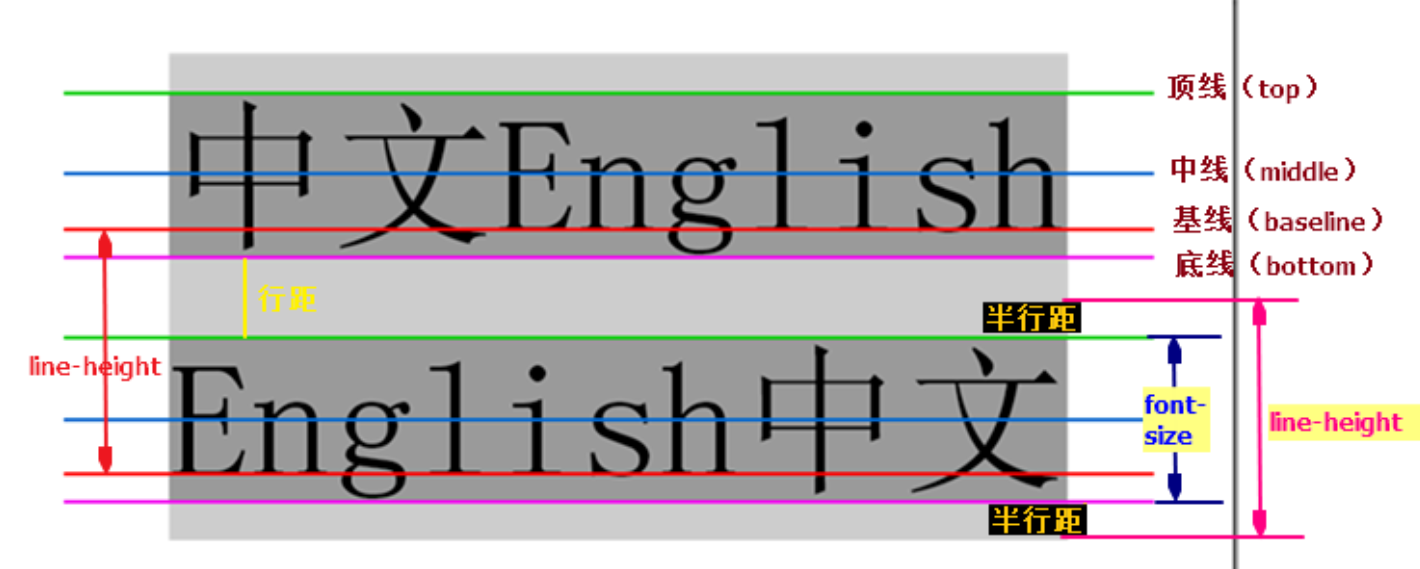 顶线（top）
中文English
中线（middle）
基线（baseline）
底线（bottom）
行距
半行距
line-height
English中文
font-
size
line-height
半行距